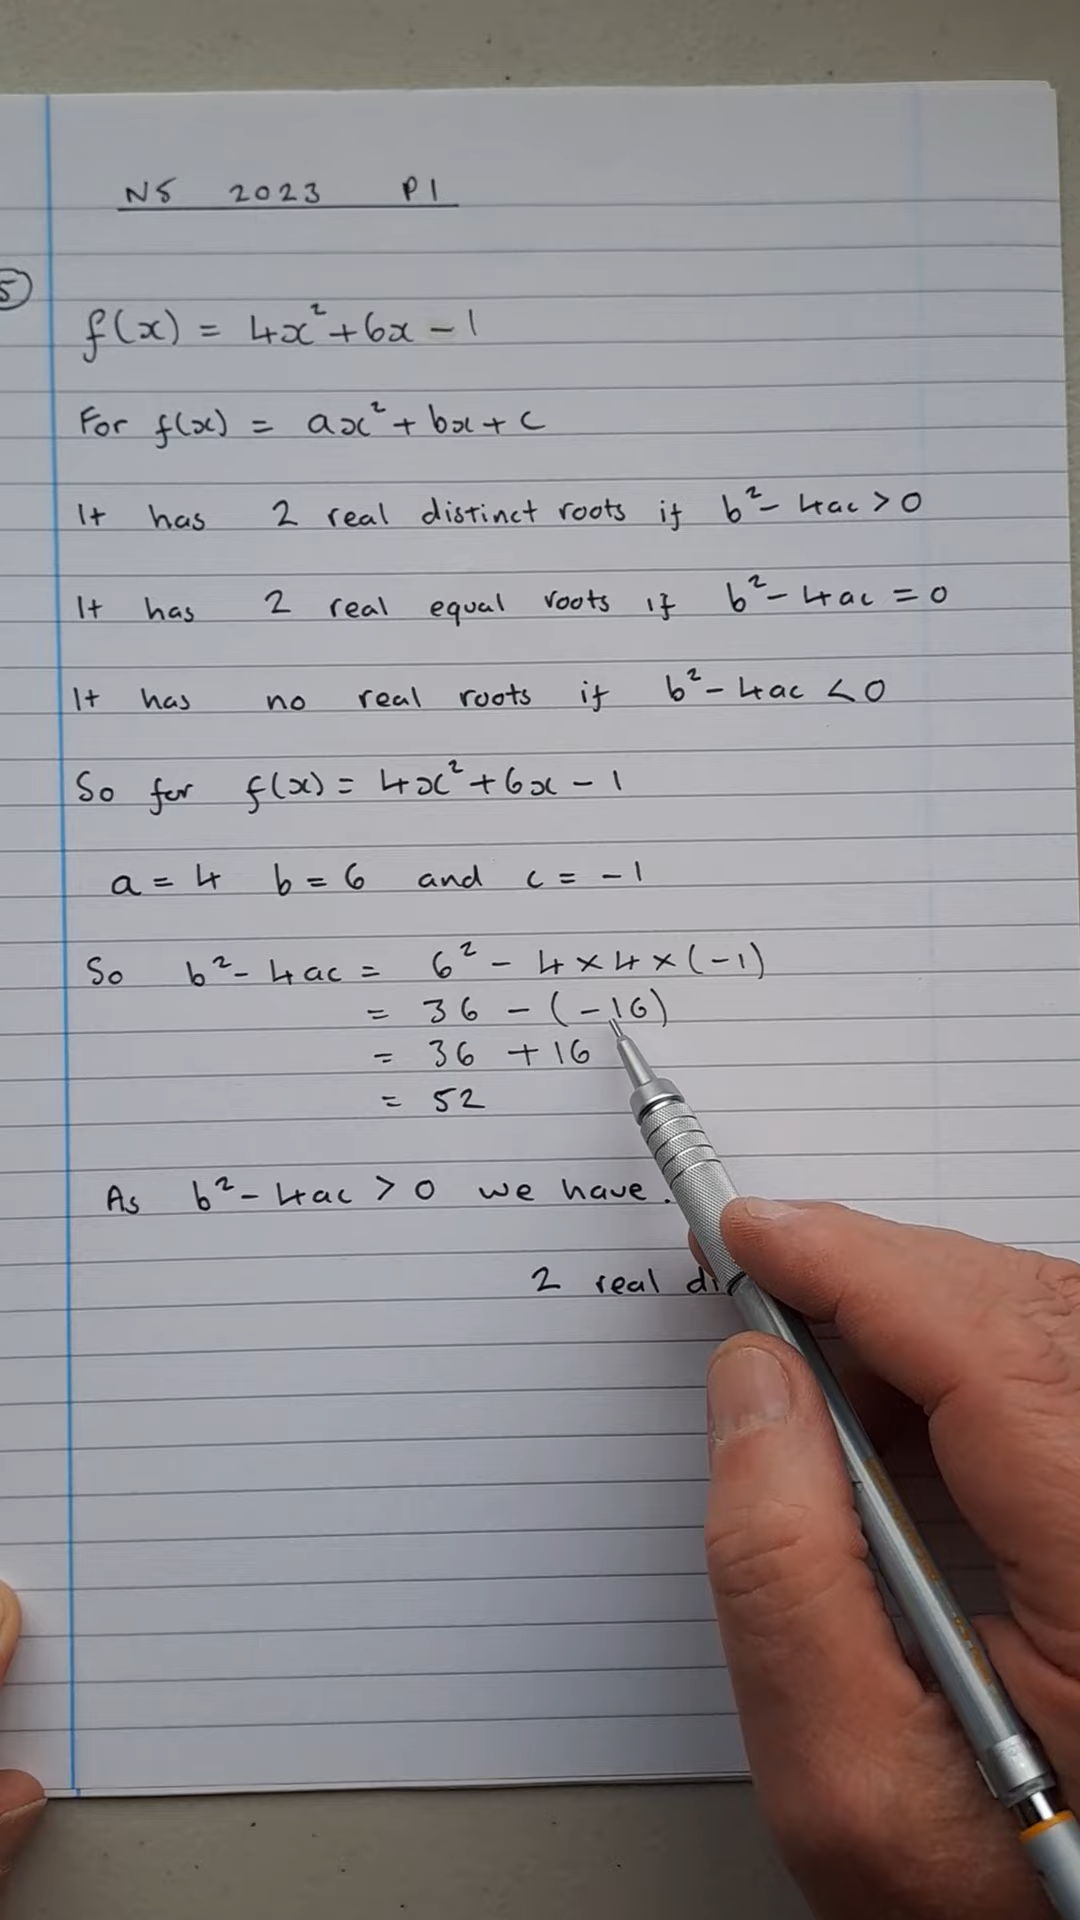 N5 2023 P1
5
f(x) = 4x² + 6x - 1
For f(x) = ax² + bx + c
It has 2 real distinct roots if b² - 4ac > 0
It has 2 real equal roots if b² - 4ac = 0
It has no real roots if b² - 4ac < 0
So for f(x) = 4x² + 6x - 1
a = 4 b = 6 and c = -1
So b² - 4ac = 6² - 4 × 4 × (-1)
= 36 - (-16)
= 36 + 16
= 52
As b² - 4ac > 0 we have.
2 real